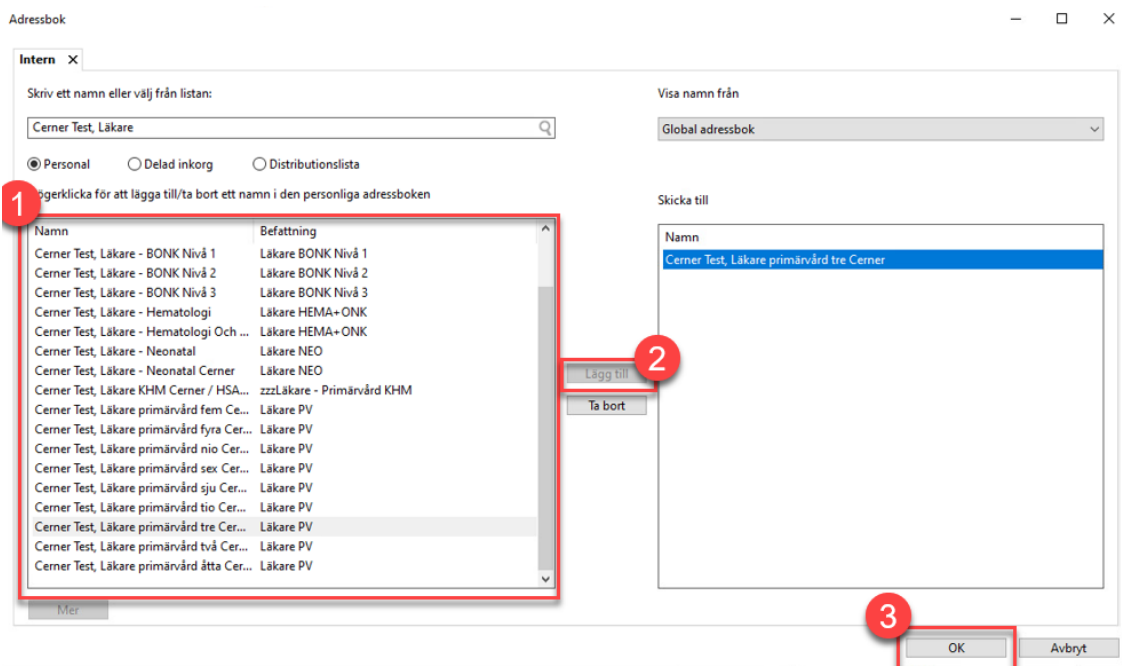 Adressbok
Intern X
Skriv ett namn eller välj från listan:
Visa namn från
Cerner Test, Läkare
Global adressbok
Personal Delad inkorg Distributionslista
ögerklicka för att lägga till/ta bort ett namn i den personliga adressboken
1
Skicka till
Namn Befattning
Namn
Cerner Test, Läkare - BONK Nivå 1 Läkare BONK Nivå 1
Cerner Test, Läkare primärvård tre Cerner
Cerner Test, Läkare - BONK Nivå 2 Läkare BONK Nivå 2
Cerner Test, Läkare - BONK Nivå 3 Läkare BONK Nivå 3
Cerner Test, Läkare - Hematologi Läkare HEMA+ONK
Cerner Test, Läkare - Hematologi Och ... Läkare HEMA+ONK
Cerner Test, Läkare - Neonatal Läkare NEO
Cerner Test, Läkare - Neonatal Cerner Läkare NEO
2
Lägg till
Cerner Test, Läkare KHM Cerner / HSA... zzzLäkare - Primärvård KHM
Cerner Test, Läkare primärvård fem Ce... Läkare PV
Ta bort
Cerner Test, Läkare primärvård fyra Cer... Läkare PV
Cerner Test, Läkare primärvård nio Cer... Läkare PV
Cerner Test, Läkare primärvård sex Cer... Läkare PV
Cerner Test, Läkare primärvård sju Cer... Läkare PV
Cerner Test, Läkare primärvård tio Cer... Läkare PV
Cerner Test, Läkare primärvård tre Cer... Läkare PV
Cerner Test, Läkare primärvård två Cer... Läkare PV
Cerner Test, Läkare primärvård åtta Cer... Läkare PV
Mer
3
OK Avbryt